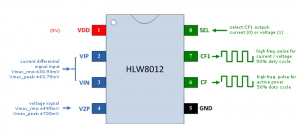 (5V)
VDD
1
8
SEL
select CF1 output:
current (0) or voltage (1)
current differential
signal input
Vmax_rms=±30.94mV
Vmax_peak=±43.75mV
VIP
2
7
CF1
high freq. pulse for
current / voltage
50% duty cycle
HLW8012
VIN
3
6
CF
high freq. pulse for
active power
50% duty cycle
voltage signal
Vmax_rms=±495mV
Vmax_peak=±700mV
V2P
4
5
GND